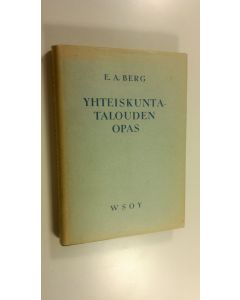 E. A. BERG
YHTEISKUNTA-
TALOUDEN
OPAS
WSOY